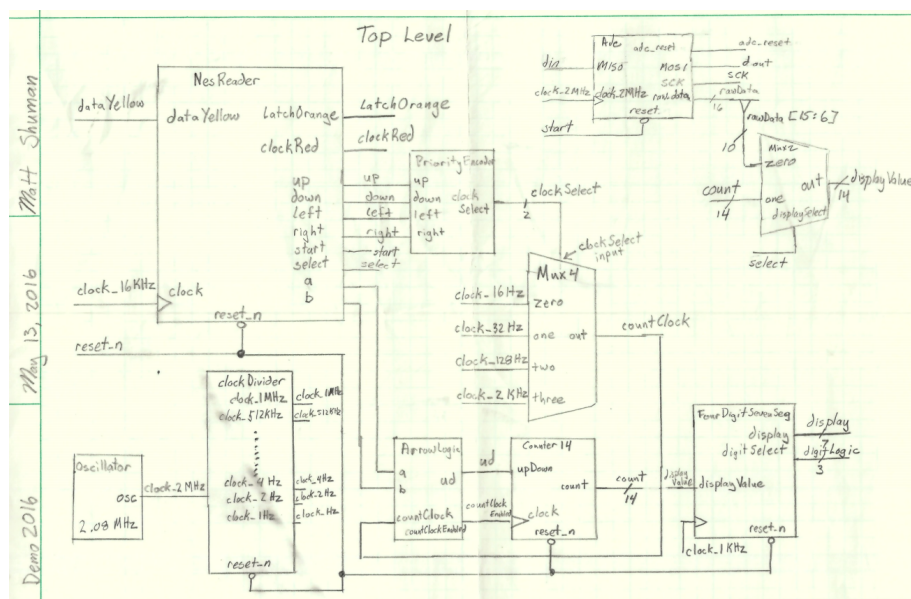 Top Level
Matt Shuman
May 13, 2016
Demo 2016
NesReader
dataYellow
dataYellow
LatchOrange
LatchOrange
clockRed
clockRed
up
down
left
right
start
select
a
b
up
down
left
right
start
select
clock_16KHz
clock
reset_n
reset_n
PriorityEncoder
up
down
left
right
clock
Select
clockSelect
2
clockSelect
input
Mux4
clock_16Hz
zero
clock_32Hz
one
out
countClock
clock_128Hz
two
clock_2KHz
three
Adc
adc_reset
adc_reset
din
MISO
MOSI
dout
SCK
SCK
clock_2MHz
clock_2MHz
rawData
rawData
16
reset
start
rawData [15:6]
10
Mux2
zero
count
14
one
out
displayValue
14
displaySelect
select
clockDivider
clock_1MHz
clock_1MHz
clock_512KHz
clock_512KHz
clock_4Hz
clock_4Hz
clock_2Hz
clock_2Hz
clock_1Hz
clock_Hz
reset_n
Oscillator
osc
2.08 MHz
clock_2MHz
ArrowLogic
a
b
ud
ud
countClock
countClockEnabled
countClock
Enabled
Counter 14
upDown
count
count
14
clock
reset_n
FourDigitSevenSeg
display
display
7
digitSelect
digitLogic
3
display
Value
displayValue
reset_n
clock_1KHz